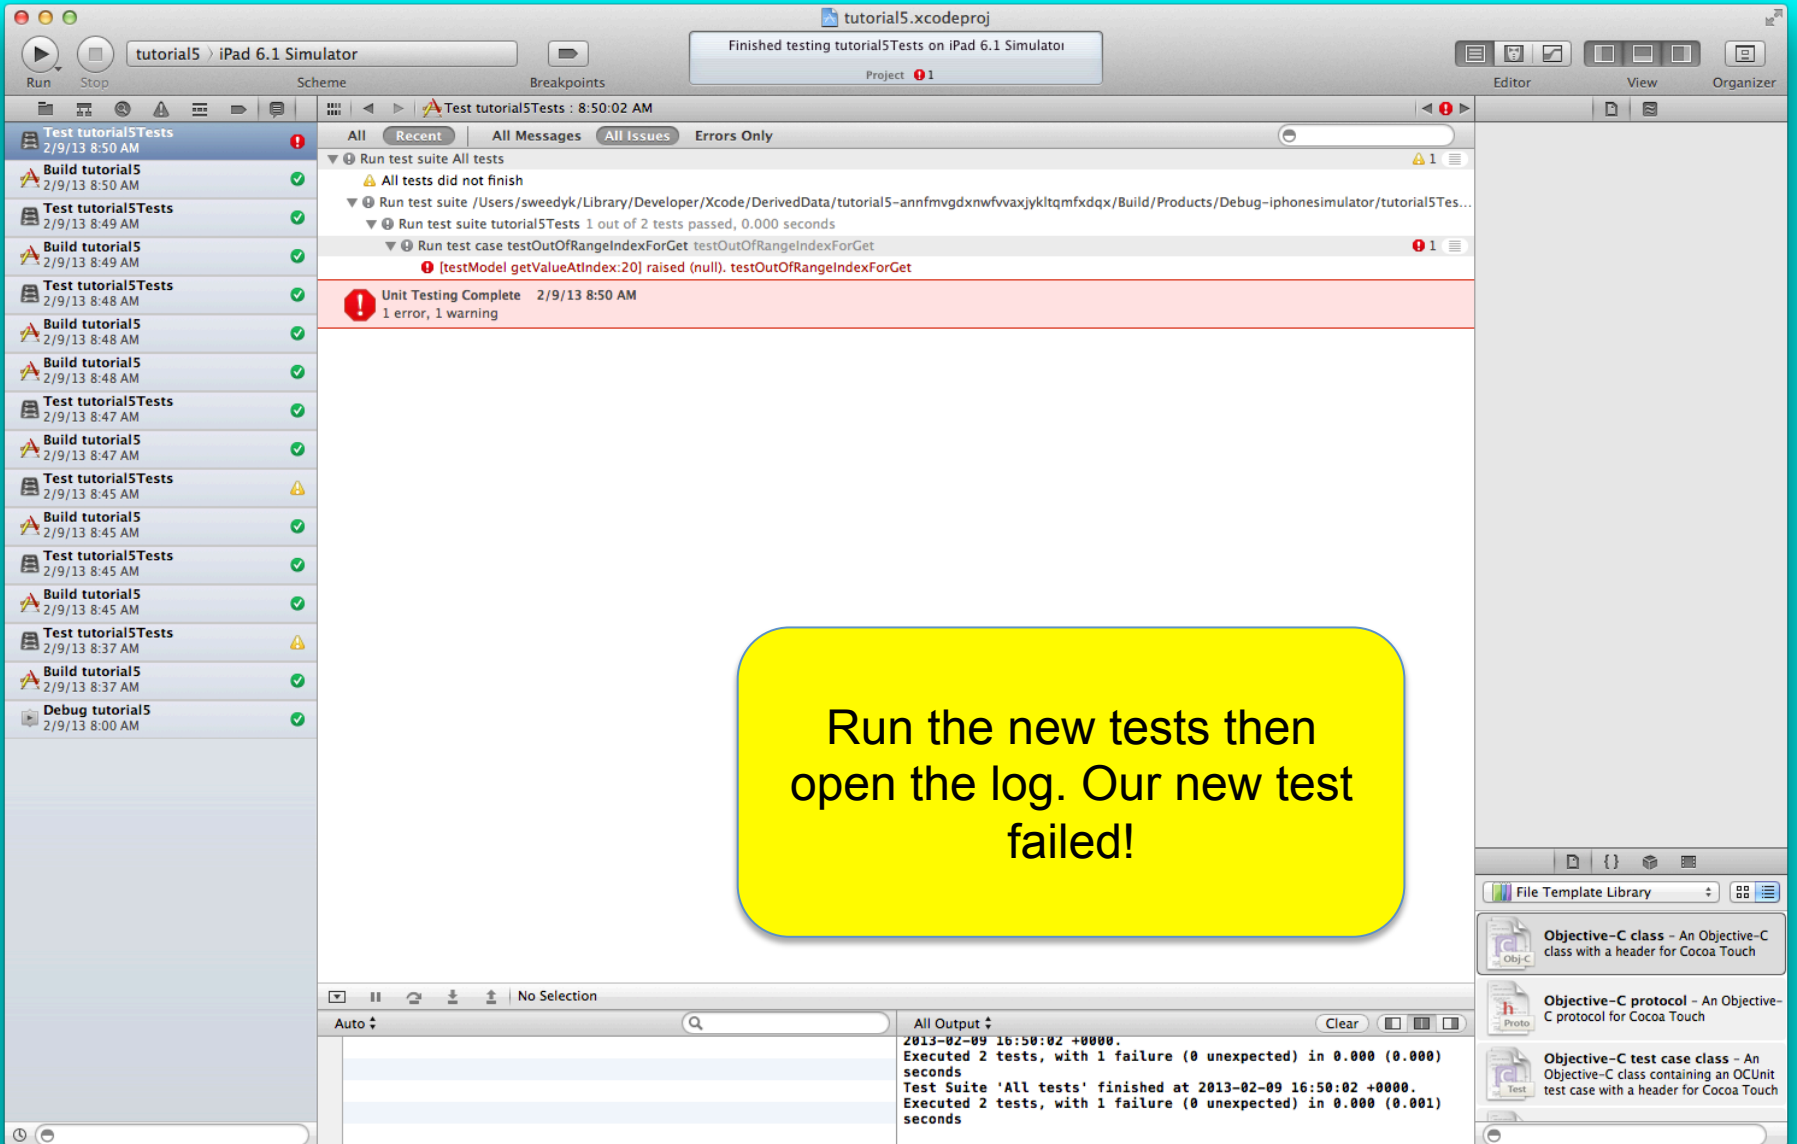 tutorial5.xcodeproj
tutorial5 〉 iPad 6.1 Simulator
Finished testing tutorial5Tests on iPad 6.1 Simulator
Project 1
Run Stop Scheme Breakpoints Editor View Organizer
Test tutorial5Tests : 8:50:02 AM
All Recent All Messages All Issues Errors Only
Test tutorial5Tests
2/9/13 8:50 AM
Build tutorial5
2/9/13 8:50 AM
Test tutorial5Tests
2/9/13 8:49 AM
Build tutorial5
2/9/13 8:49 AM
Test tutorial5Tests
2/9/13 8:48 AM
Build tutorial5
2/9/13 8:48 AM
Build tutorial5
2/9/13 8:48 AM
Test tutorial5Tests
2/9/13 8:47 AM
Build tutorial5
2/9/13 8:47 AM
Test tutorial5Tests
2/9/13 8:45 AM
Build tutorial5
2/9/13 8:45 AM
Test tutorial5Tests
2/9/13 8:45 AM
Build tutorial5
2/9/13 8:45 AM
Test tutorial5Tests
2/9/13 8:37 AM
Build tutorial5
2/9/13 8:37 AM
Debug tutorial5
2/9/13 8:00 AM
Run test suite All tests 1
All tests did not finish
Run test suite /Users/sweedyk/Library/Developer/Xcode/DerivedData/tutorial5-annfmvgdxnwfvvaxjykltqmfxdqx/Build/Products/Debug-iphonesimulator/tutorial5Tes...
Run test suite tutorial5Tests 1 out of 2 tests passed, 0.000 seconds
Run test case testOutOfRangeIndexForGet testOutOfRangeIndexForGet 1
[testModel getValueAtIndex:20] raised (null). testOutOfRangeIndexForGet
Unit Testing Complete 2/9/13 8:50 AM
1 error, 1 warning
Run the new tests then
open the log. Our new test
failed!
No Selection
Auto
All Output
Clear
2013-02-09 16:50:02 +0000.
Executed 2 tests, with 1 failure (0 unexpected) in 0.000 (0.000)
seconds
Test Suite 'All tests' finished at 2013-02-09 16:50:02 +0000.
Executed 2 tests, with 1 failure (0 unexpected) in 0.000 (0.001)
seconds
{}
File Template Library
Obj-C
Objective-C class – An Objective-C
class with a header for Cocoa Touch
h
Proto
Objective-C protocol – An Objective-
C protocol for Cocoa Touch
Test
Objective-C test case class – An
Objective-C class containing an OCUnit
test case with a header for Cocoa Touch